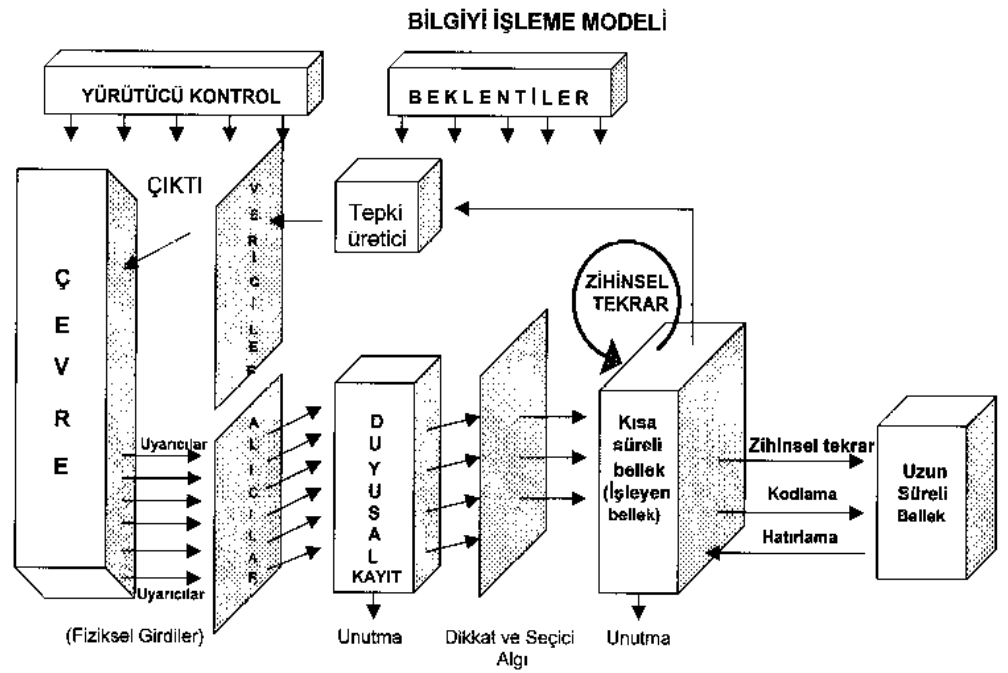 BİLGİYİ İŞLEME MODELİ
YÜRÜTÜCÜ KONTROL
BEKLENTİLER
ÇIKTI
VERİCİLER
Tepki
üretici
ÇEVRE
ZİHİNSEL
TEKRAR
Uyarıcılar
ALICILAR
DUYUSAL
KAYIT
Kısa
süreli
bellek
(İşleyen
bellek)
Zihinsel tekrar
Kodlama
Hatırlama
Uzun
Süreli
Bellek
Uyarıcılar
(Fiziksel Girdiler)
Unutma
Dikkat ve Seçici
Algı
Unutma